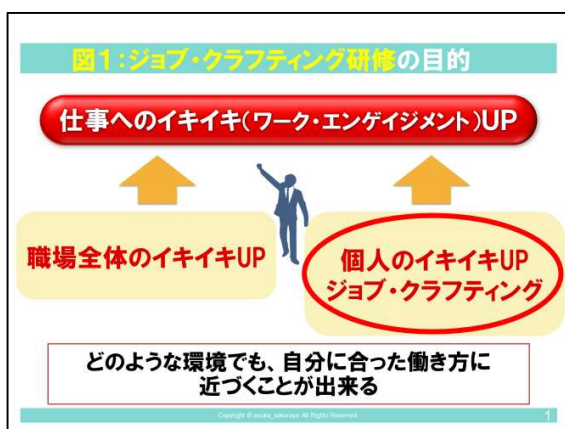 図1:ジョブ・クラフティング研修の目的
仕事へのイキイキ(ワーク・エンゲイジメント)UP
職場全体のイキイキUP
個人のイキイキUP
ジョブ・クラフティング
どのような環境でも、自分に合った働き方に
近づくことが出来る
Copyright © asuka_sakuraya All Rights Reserved
1